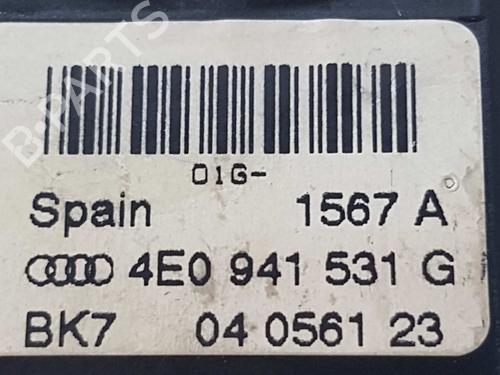 B-PARTS
01G-
Spain 1567 A
4E0 941 531 G
BK7 04 0561 23